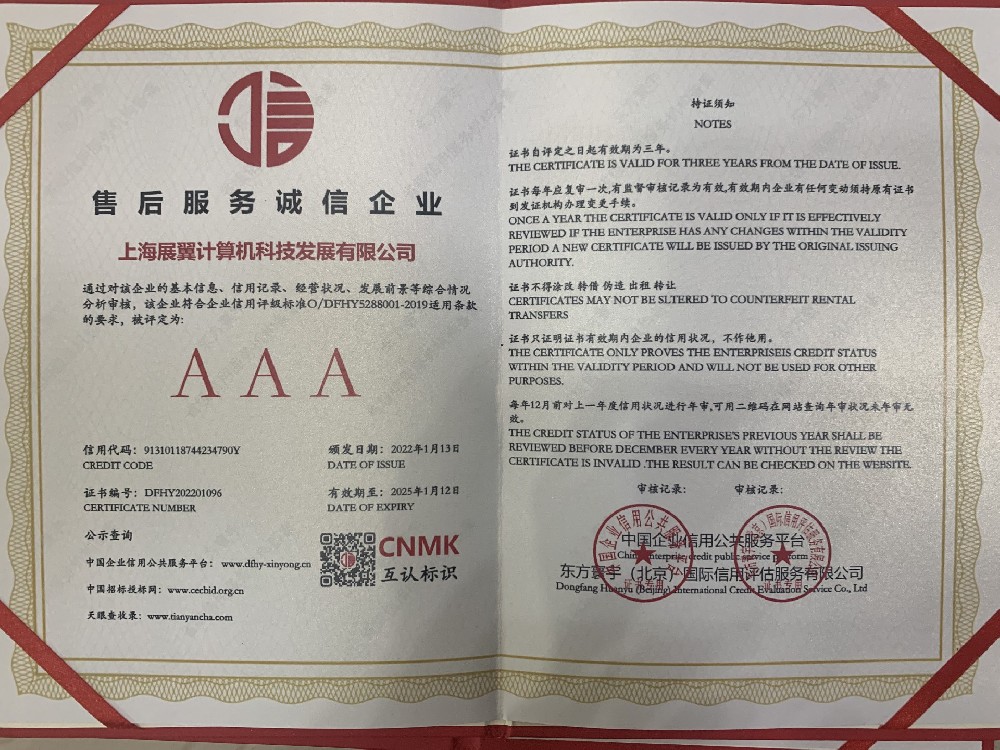 售后服务诚信企业
上海展翼计算机科技发展有限公司
通过对该企业的基本信息、信用记录、经营状况、发展前景等综合情况
分析审核，该企业符合企业信用评级标准O/DFHY5288001-2019适用条款
的要求，被评定为:
AAA
信用代码：91310118744234790Y
CREDIT CODE
颁发日期：2022年1月13日
DATE OF ISSUE
证书编号：DFHY202201096
CERTIFICATE NUMBER
有效期至：2025年1月12日
DATE OF EXPIRY
公示查询
中国企业信用公共服务平台：www.dfhy-xinyong.cn
中国招标投标网：www.cecbid.org.cn
天眼查收录：www.tianyancha.com
CNMK
互认标识
持证须知
NOTES
证书自评定之日起有效期为三年。
THE CERTIFICATE IS VALID FOR THREE YEARS FROM THE DATE OF ISSUE.
证书每年应复审一次,有监督审核记录为有效,有效期内企业有任何变动须持原有证书
到发证机构办理变更手续。
ONCE A YEAR THE CERTIFICATE IS VALID ONLY IF IT IS EFFECTIVELY
REVIEWED IF THE ENTERPRISE HAS ANY CHANGES WITHIN THE VALIDITY
PERIOD A NEW CERTIFICATE WILL BE ISSUED BY THE ORIGINAL ISSUING
AUTHORITY.
证书不得涂改 转借 伪造 出租 转让
CERTIFICATES MAY NOT BE SLTERED TO COUNTERFEIT RENTAL
TRANSFERS
证书只证明证书有效期内企业的信用状况，不作他用。
THE CERTIFICATE ONLY PROVES THE ENTERPRISEIS CREDIT STATUS
WITHIN THE VALIDITY PERIOD AND WILL NOT BE USED FOR OTHER
PURPOSES.
每年12月前对上一年度信用状况进行年审,可用二维码在网站查询年审状况未年审无
效。
THE CREDIT STATUS OF THE ENTERPRISE'S PREVIOUS YEAR SHALL BE
REVIEWED BEFORE DECEMBER EVERY YEAR WITHOUT THE REVIEW THE
CERTIFICATE IS INVALID .THE RESULT CAN BE CHECKED ON THE WEBSITE.
审核记录： 审核记录：
中国企业信用公共服务平台
China enterprise credit public service platform
东方寰宇（北京）国际信用评估服务有限公司
Dongfang Huanyu (Beijing) International Credit Evaluation Service Co., Ltd